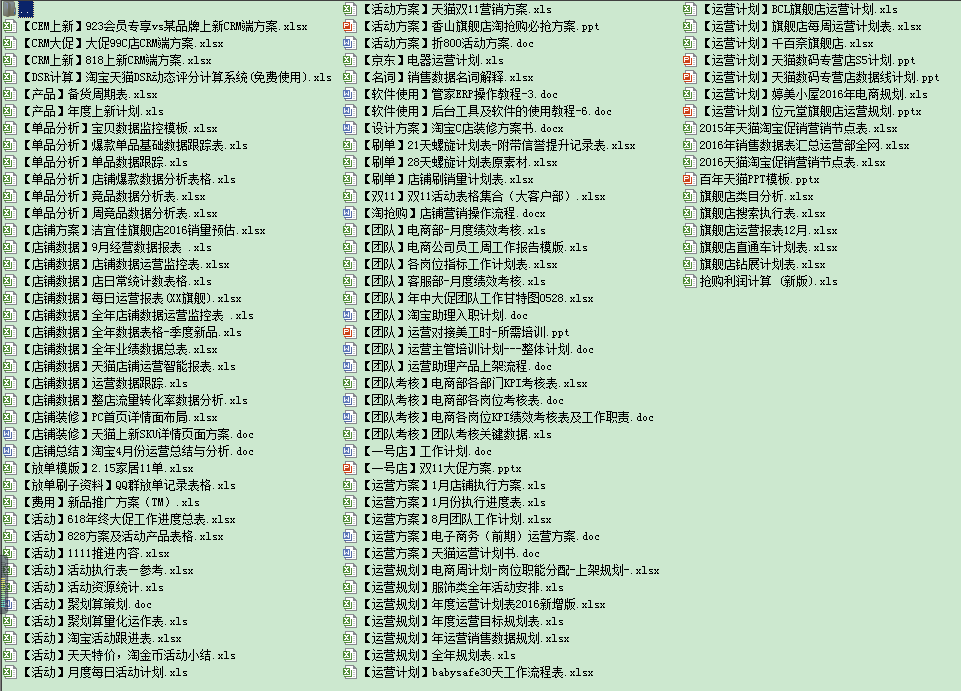 ..
【CEM上新】923会员专享vs某品牌上新CRM端方案.xlsx
【CRM大促】大促99C店CRM端方案.xlsx
【CRM上新】818上新CRM端方案.xlsx
【DSR计算】淘宝天猫DSR动态评分计算系统(免费使用).xls
【产品】备货周期表.xlsx
【产品】年度上新计划.xls
【单品分析】宝贝数据监控模板.xlsx
【单品分析】爆款单品基础数据跟踪表.xls
【单品分析】单品数据跟踪.xls
【单品分析】店铺爆款数据分析表格.xls
【单品分析】竞品数据分析表.xls
【单品分析】周竞品数据分析表.xls
【店铺方案】洁宜佳旗舰店2016销量预估.xlsx
【店铺数据】9月经营数据报表 .xls
【店铺数据】店铺数据运营监控表.xlsx
【店铺数据】店日常统计数表格.xls
【店铺数据】每日运营报表(XX旗舰).xlsx
【店铺数据】全年店铺数据运营监控表 .xls
【店铺数据】全年数据表格-季度新品.xls
【店铺数据】全年业绩数据总表.xlsx
【店铺数据】天猫店铺运营智能报表.xls
【店铺数据】运营数据跟踪.xls
【店铺数据】整店流量转化率数据分析.xls
【店铺装修】PC首页详情面布局.xlsx
【店铺装修】天猫上新SKU详情页面方案.doc
【店铺总结】淘宝4月份运营总结与分析.doc
【放单模版】2.15家居11单.xlsx
【放单刷子资料】QQ群放单记录表格.xls
【费用】新品推广方案（TM）.xls
【活动】618年终大促工作进度总表.xlsx
【活动】828方案及活动产品表格.xlsx
【活动】1111推进内容.xlsx
【活动】活动执行表—参考.xlsx
【活动】活动资源统计.xls
【活动】聚划算策划.doc
【活动】聚划算量化运作表.xls
【活动】淘宝活动跟进表.xlsx
【活动】天天特价，淘金币活动小结.xls
【活动】月度每日活动计划.xls
【活动方案】天猫双11营销方案.xls
【活动方案】香山旗舰店淘抢购必抢方案.ppt
【活动方案】折800活动方案.doc
【京东】电器运营计划.xls
【名词】销售数据名词解释.xlsx
【软件使用】管家ERP操作教程-3.doc
【软件使用】后台工具及软件的使用教程-6.doc
【设计方案】淘宝C店装修方案书.docx
【刷单】21天螺旋计划表-附带信誉提升记录表.xlsx
【刷单】28天螺旋计划表原素材.xlsx
【刷单】店铺刷销量计划表.xlsx
【双11】双11活动表格集合（大客户部）.xlsx
【淘抢购】店铺营销操作流程.docx
【团队】电商部-月度绩效考核.xls
【团队】电商公司员工周工作报告模版.xls
【团队】各岗位指标工作计划表.xlsx
【团队】客服部-月度绩效考核.xls
【团队】年中大促团队工作甘特图0528.xlsx
【团队】淘宝助理入职计划.doc
【团队】运营对接美工时-所需培训.ppt
【团队】运营主管培训计划---整体计划.doc
【团队】运营助理产品上架流程.doc
【团队考核】电商部各部门KPI考核表.xlsx
【团队考核】电商部各岗位考核表.doc
【团队考核】电商各岗位KPI绩效考核表及工作职责.doc
【团队考核】团队考核关键数据.xls
【一号店】工作计划.doc
【一号店】双11大促方案.pptx
【运营方案】1月店铺执行方案.xls
【运营方案】1月份执行进度表.xls
【运营方案】8月团队工作计划.xlsx
【运营方案】电子商务（前期）运营方案.doc
【运营方案】天猫运营计划书.doc
【运营规划】电商周计划-岗位职能分配-上架规划-.xlsx
【运营规划】服饰类全年活动安排.xls
【运营规划】年度运营计划表2016新增版.xlsx
【运营规划】年度运营目标规划表.xls
【运营规划】年运营销售数据规划.xlsx
【运营规划】全年规划表.xls
【运营计划】babysafe30天工作流程表.xlsx
【运营计划】BCL旗舰店运营计划.xls
【运营计划】旗舰店每周运营计划表.xlsx
【运营计划】千百奈旗舰店.xlsx
【运营计划】天猫数码专营店S5计划.ppt
【运营计划】天猫数码专营店数据线计划.ppt
【运营计划】婷美小屋2016年电商规划.xls
【运营计划】位元堂旗舰店运营规划.pptx
2015年天猫淘宝促销营销节点表.xlsx
2016年销售数据表汇总运营部全网.xlsx
2016天猫淘宝促销营销节点表.xlsx
百年天猫PPT模板.pptx
旗舰店类目分析.xlsx
旗舰店搜索执行表.xlsx
旗舰店运营报表12月.xlsx
旗舰店直通车计划表.xlsx
旗舰店钻展计划表.xlsx
抢购利润计算 (新版).xls